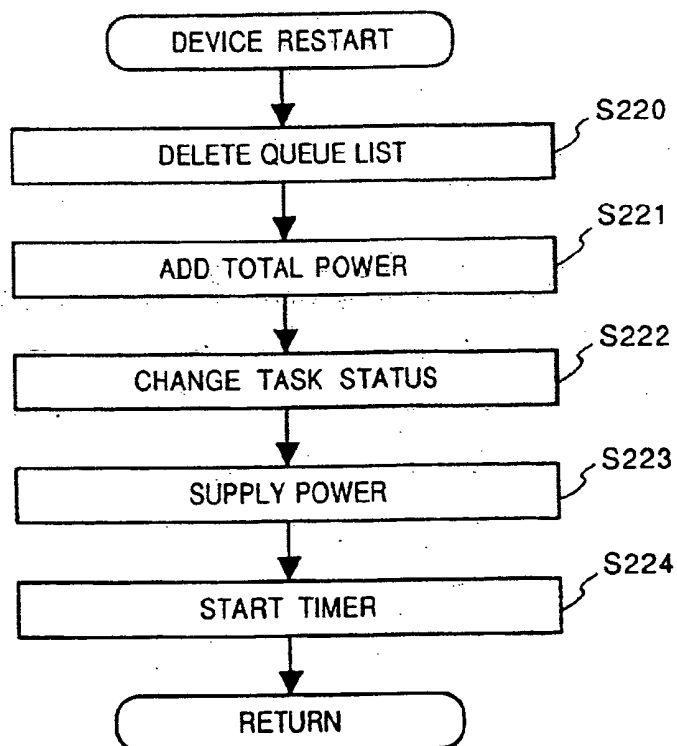 DEVICE RESTART
S220
DELETE QUEUE LIST
S221
ADD TOTAL POWER
S222
CHANGE TASK STATUS
S223
SUPPLY POWER
S224
START TIMER
RETURN